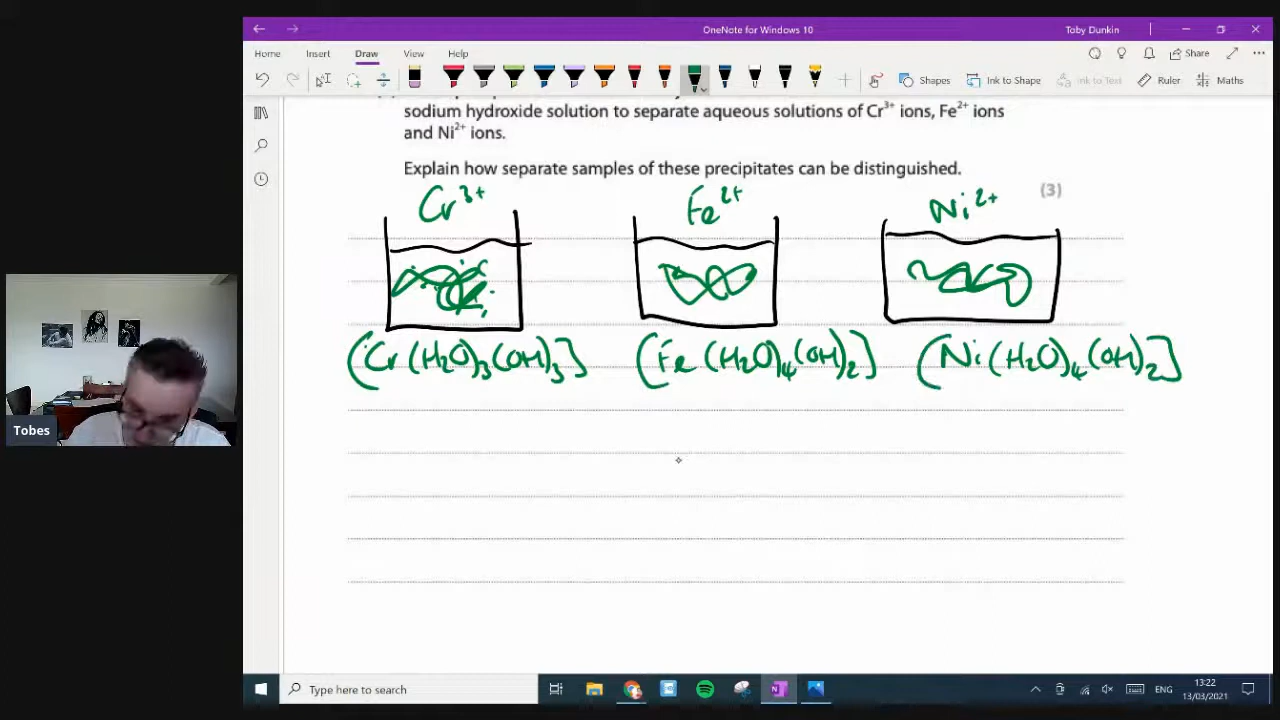 OneNote for Windows 10
Toby Dunkin
Home Insert Draw View Help
Share
Shapes
Ink to Shape
Ink to Text
Ruler
Maths
sodium hydroxide solution to separate aqueous solutions of Cr³⁺ ions, Fe²⁺ ions
and Ni²⁺ ions.
Explain how separate samples of these precipitates can be distinguished.
(3)
Cr³⁺ Fe²⁺ Ni²⁺
(Cr(H₂O)₃(OH)₃] (Fe(H₂O)₄(OH)₂] (Ni(H₂O)₄(OH)₂]
Tobes
Type here to search
ENG
13:22
13/03/2021